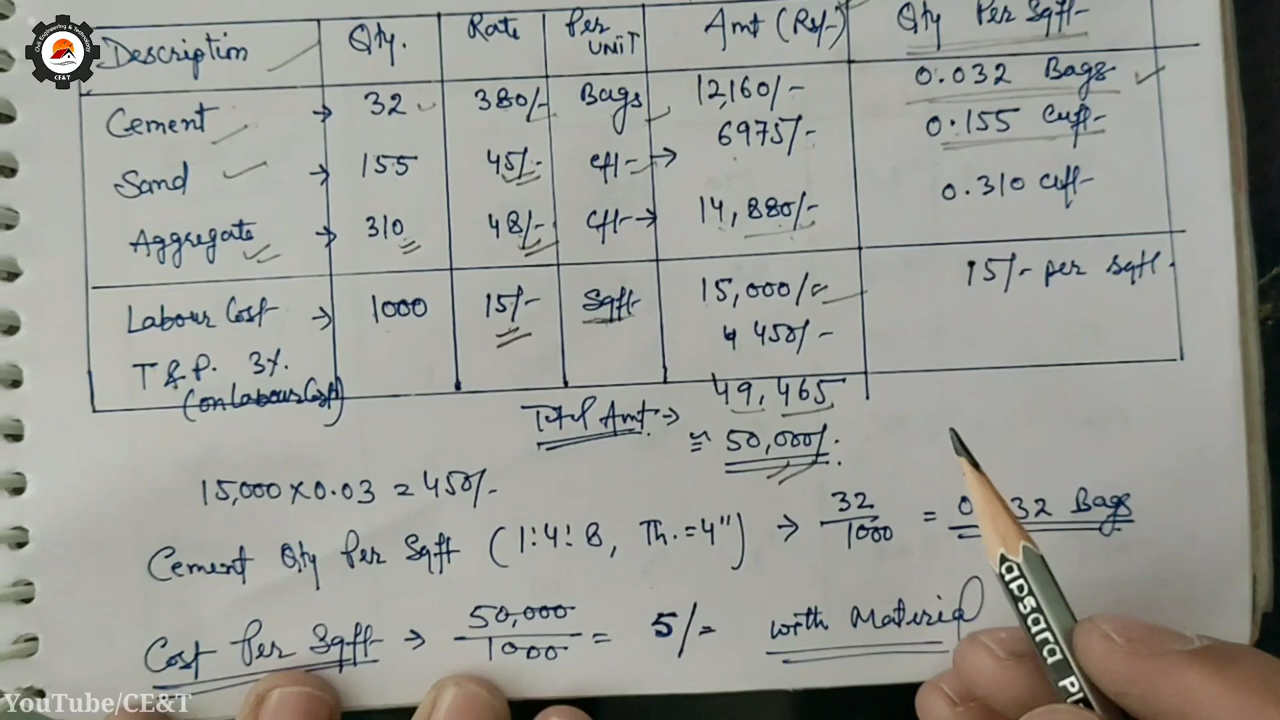 Civil Engineering & Technology
CE&T
Description Qty. Rate Per UNIT Amt (Rs/-) Qty Per Sqft
Cement → 32 380/- Bags 12,160/- 0.032 Bags
Sand → 155 45/- cft → 6975/- 0.155 cuft
Aggregate → 310 48/- cft → 14,880/- 0.310 cuft
Labour Cost → 1000 15/- Sqft 15,000/- 15/- per sqft
T & P. 3%. 450/-
(on Labour Cost)
Total Amt. → 49,465
≈ 50,000/-
15,000 x 0.03 = 450/-
Cement Qty Per Sqft (1:4:8, Th.=4") → 32/1000 = 0.032 Bags
Cost Per Sqft → 50,000/1000 = 5/= with Material
apsara
YouTube/CE&T